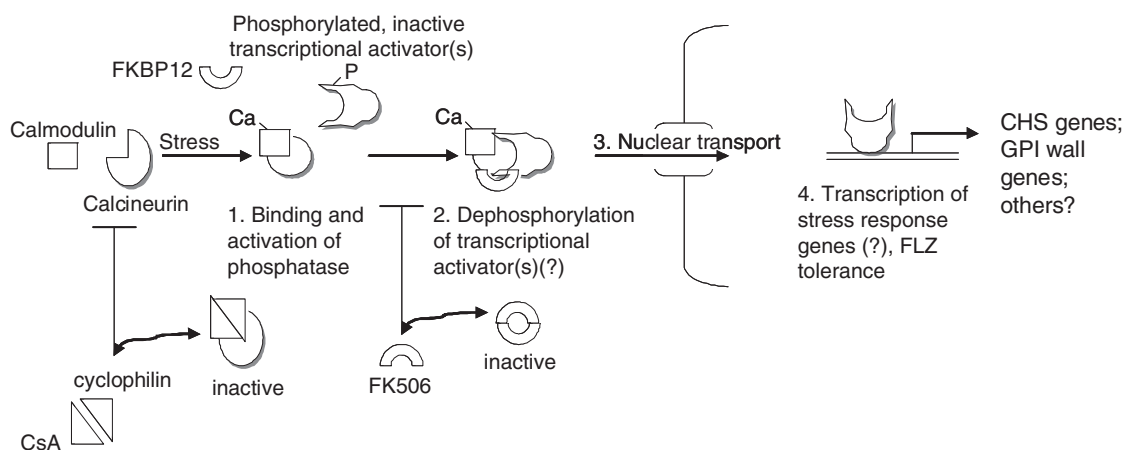 Phosphorylated, inactive
transcriptional activator(s)
FKBP12
P
Calmodulin
Ca
Ca
Stress
3. Nuclear transport
CHS genes;
GPI wall
genes;
others?
Calcineurin
1. Binding and
activation of
phosphatase
2. Dephosphorylation
of transcriptional
activator(s)(?)
4. Transcription of
stress response
genes (?), FLZ
tolerance
cyclophilin
inactive
FK506
inactive
CsA